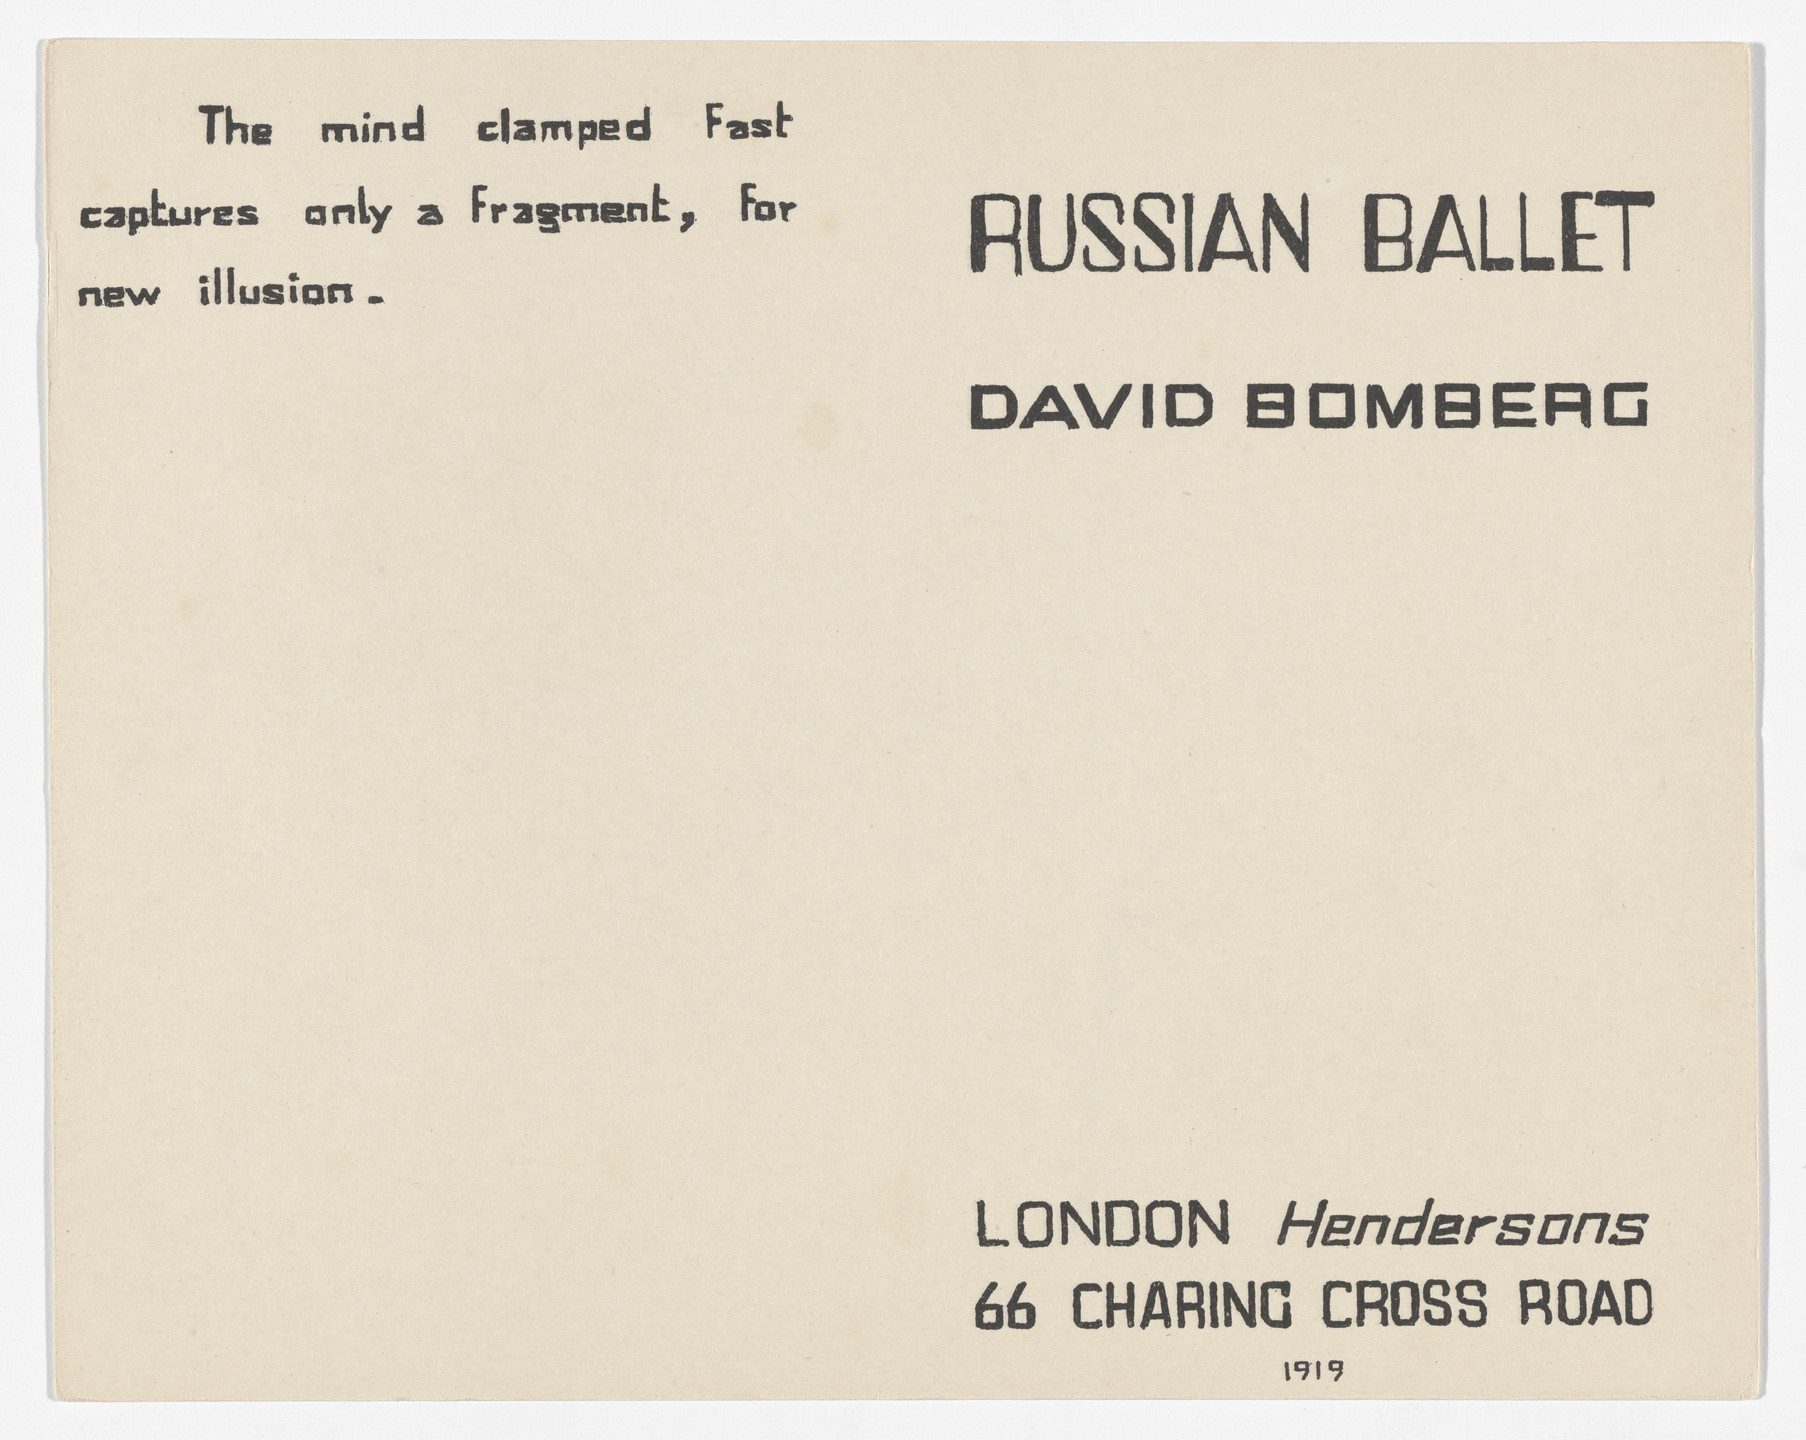 The mind clamped fast
captures only a fragment, for
new illusion.
RUSSIAN BALLET
DAVID BOMBERG
LONDON Hendersons
66 CHARING CROSS ROAD
1919